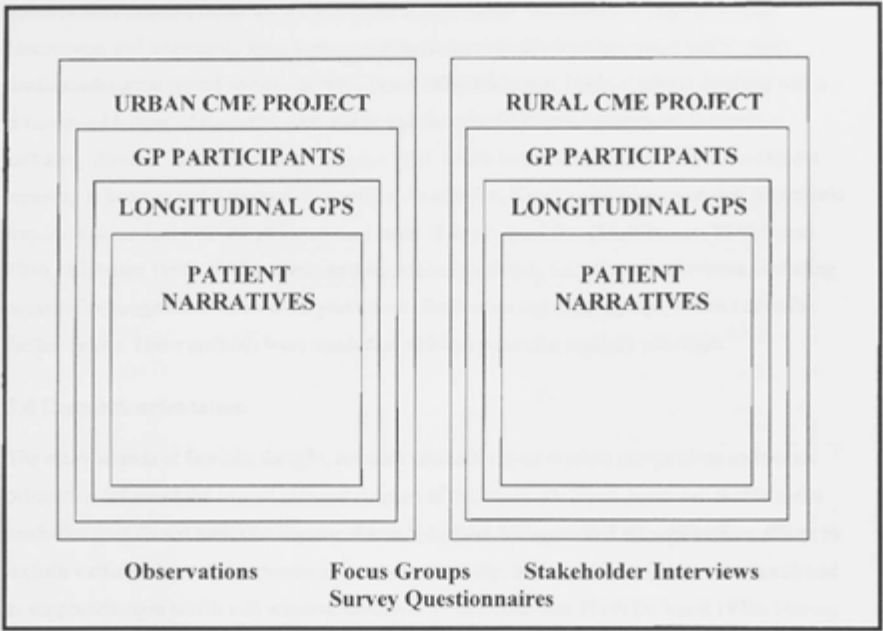 URBAN CME PROJECT
GP PARTICIPANTS
LONGITUDINAL GPS
PATIENT
NARRATIVES
RURAL CME PROJECT
GP PARTICIPANTS
LONGITUDINAL GPS
PATIENT
NARRATIVES
Observations Focus Groups Stakeholder Interviews
Survey Questionnaires